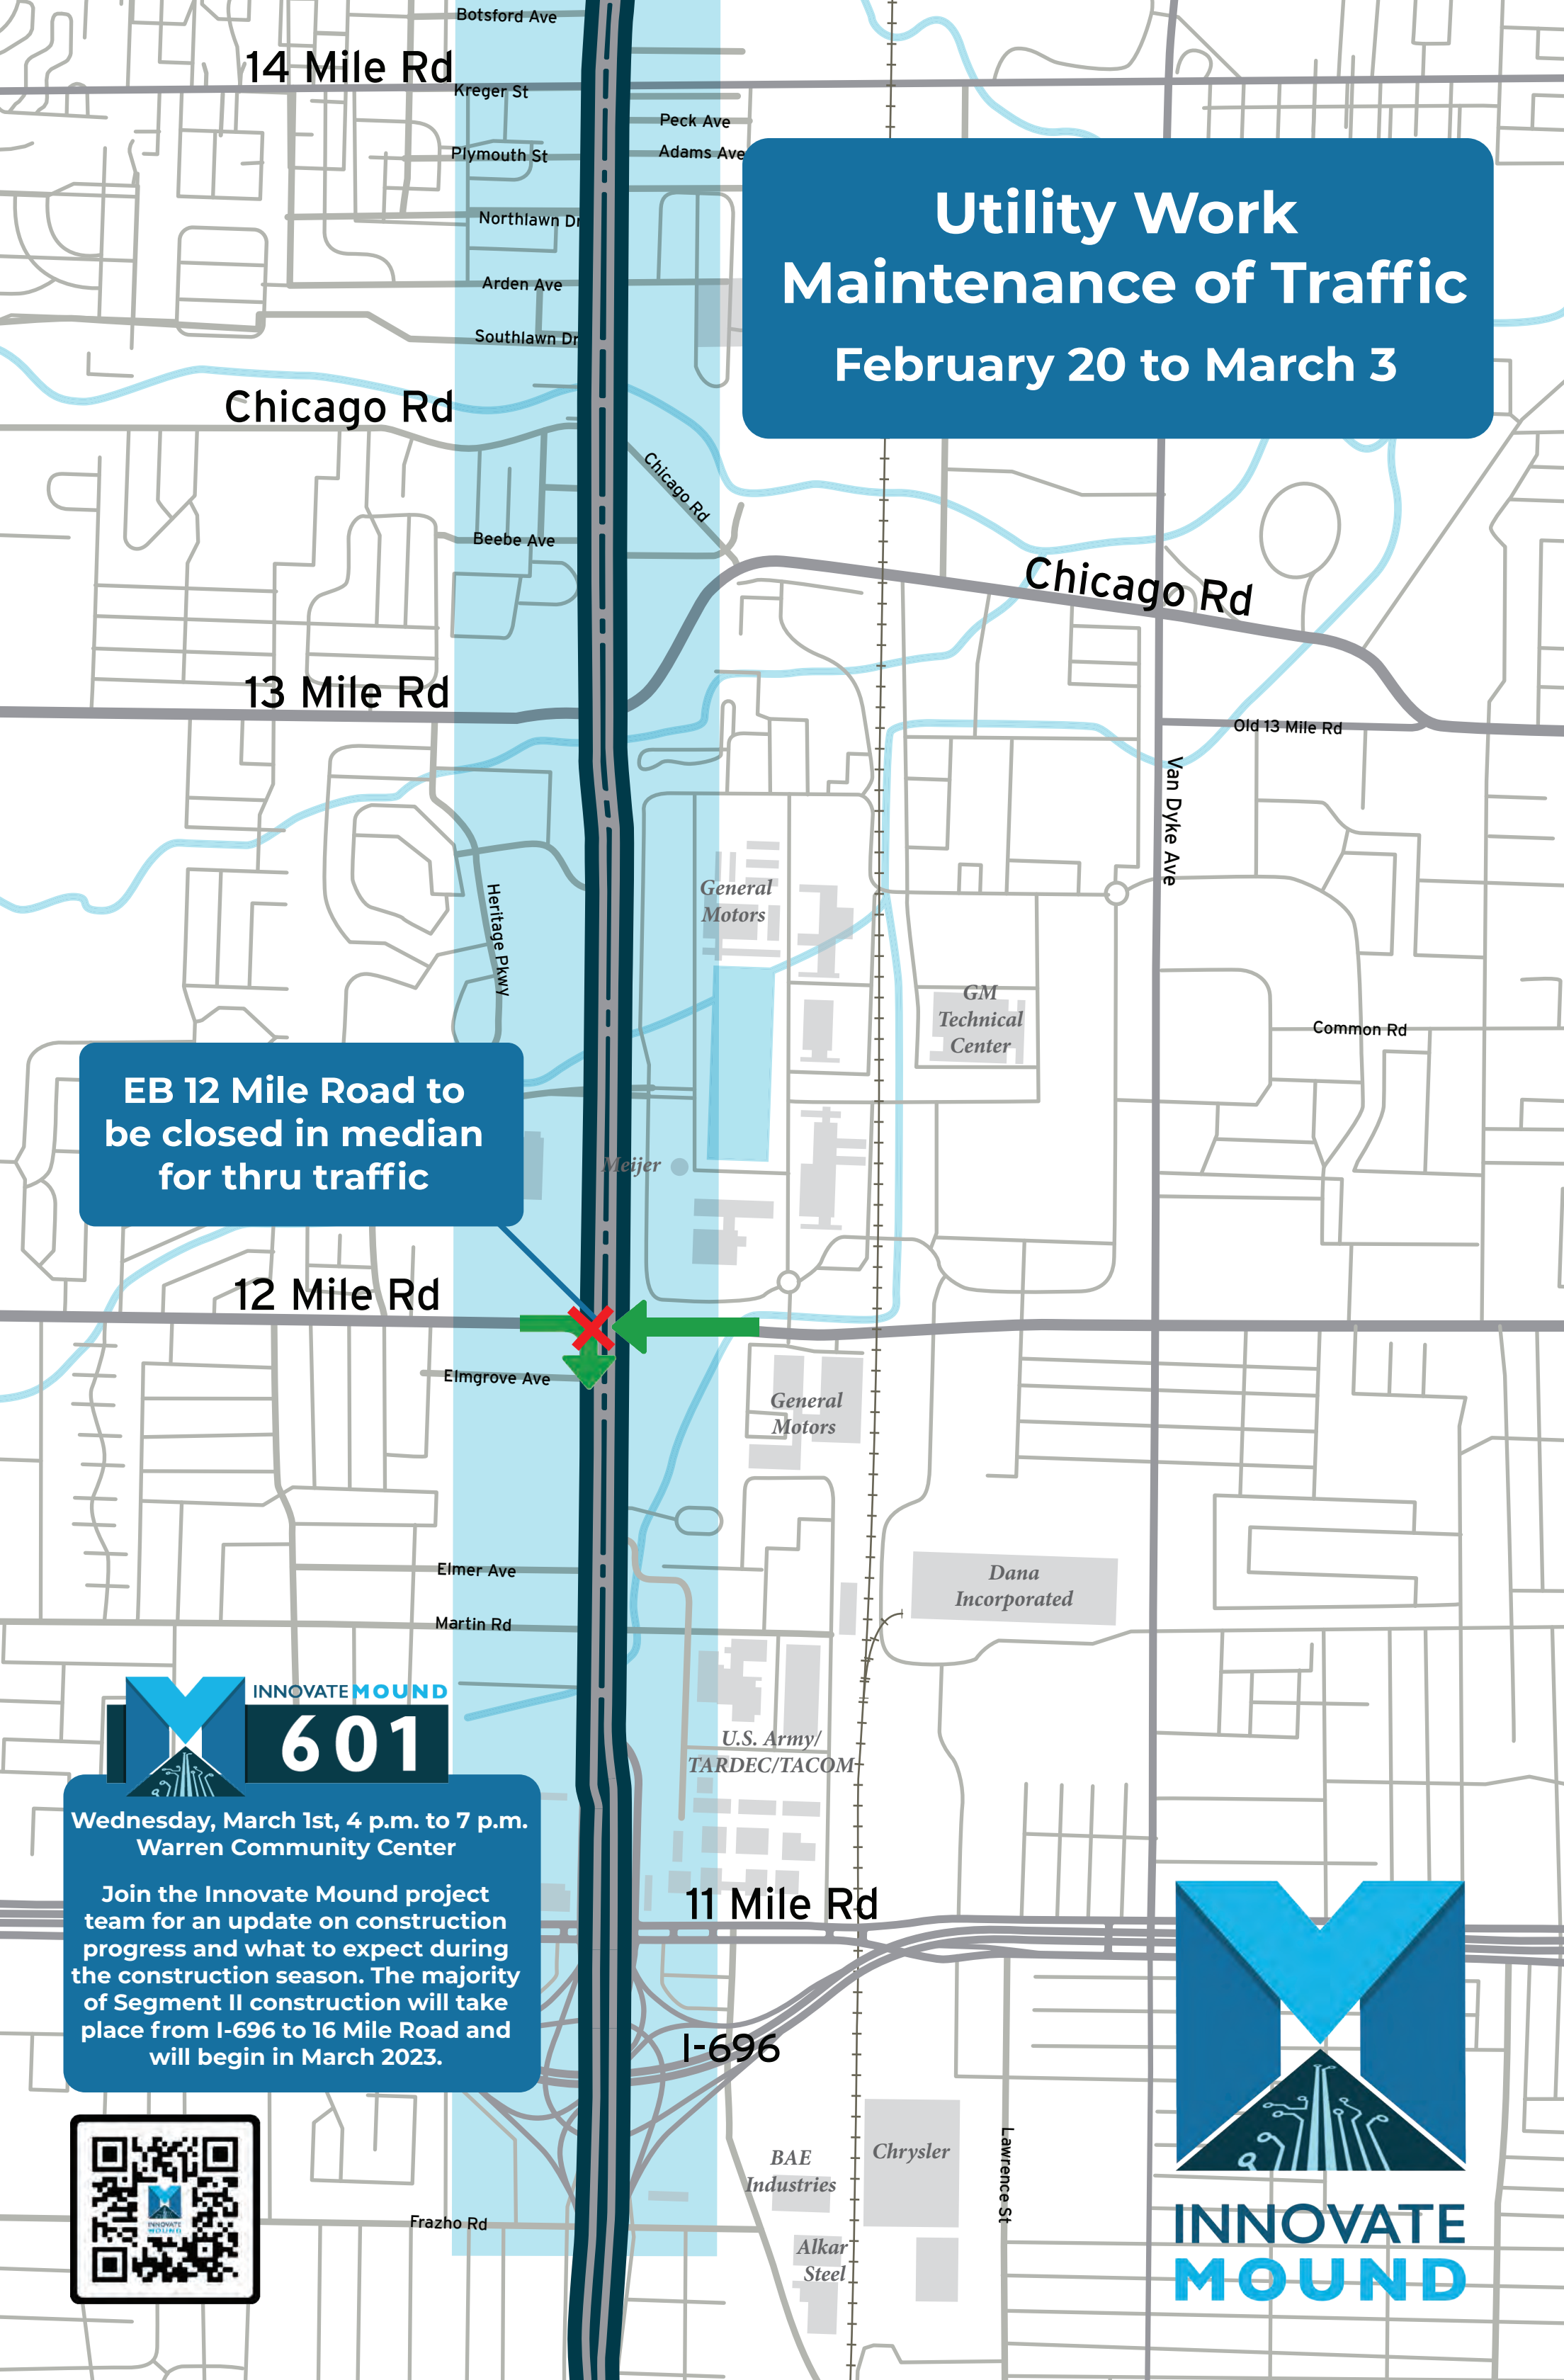 Botsford Ave
14 Mile Rd
Kreger St
Peck Ave
Plymouth St
Adams Ave
Utility Work
Maintenance of Traffic
February 20 to March 3
Northlawn Dr
Arden Ave
Southlawn Dr
Chicago Rd
Chicago Rd
Beebe Ave
Chicago Rd
13 Mile Rd
Old 13 Mile Rd
Van Dyke Ave
General
Motors
Heritage Pkwy
GM
Technical
Center
Common Rd
EB 12 Mile Road to
be closed in median
for thru traffic
Meijer
12 Mile Rd
Elmgrove Ave
General
Motors
Elmer Ave
Dana
Incorporated
Martin Rd
INNOVATE MOUND
601
U.S. Army/
TARDEC/TACOM
Wednesday, March 1st, 4 p.m. to 7 p.m.
Warren Community Center
Join the Innovate Mound project
team for an update on construction
progress and what to expect during
the construction season. The majority
of Segment II construction will take
place from I-696 to 16 Mile Road and
will begin in March 2023.
11 Mile Rd
I-696
BAE
Industries
Chrysler
Lawrence St
Frazho Rd
Alkar
Steel
INNOVATE
MOUND
INNOVATE
MOUND